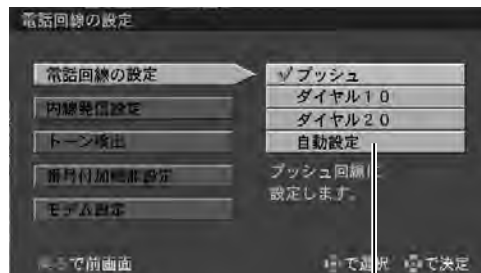 電話回線の設定
電話回線の設定
内線発信設定
トーン検出
番号付加機能設定
モデム設定
✓プッシュ
ダイヤル10
ダイヤル20
自動設定
プッシュ回線に
設定します。
で前画面
で選択
で決定